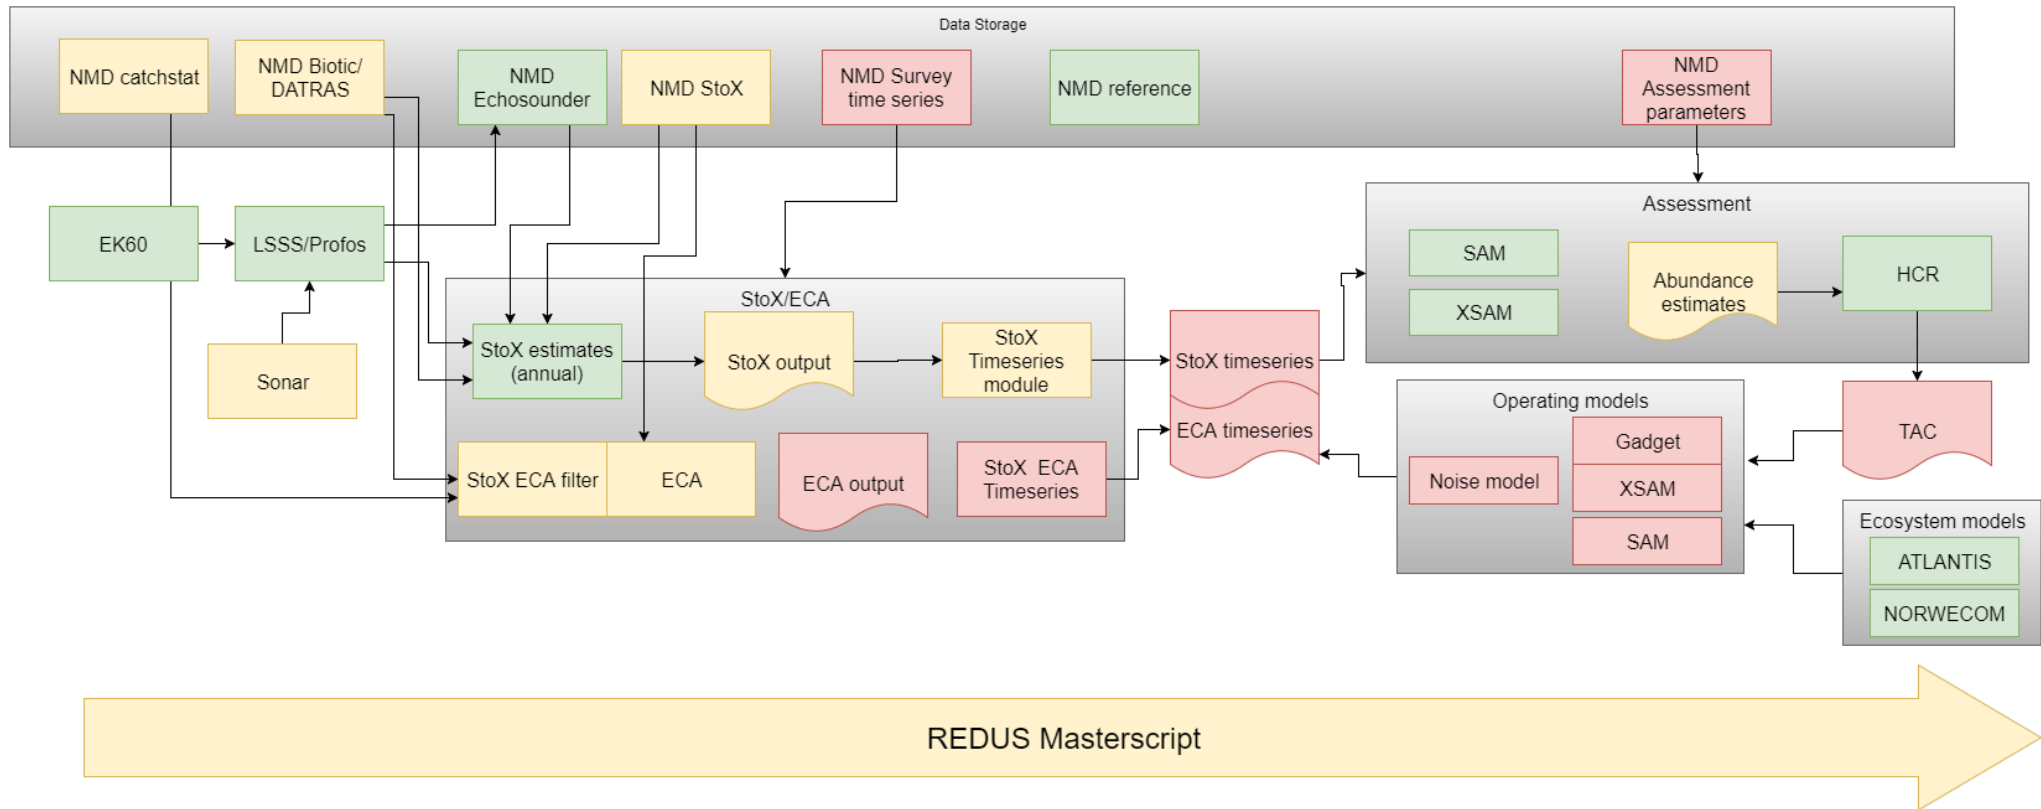 Data Storage
NMD catchstat
NMD Biotic/
DATRAS
NMD
Echosounder
NMD StoX
NMD Survey
time series
NMD reference
NMD
Assessment
parameters
EK60
LSSS/Profos
Sonar
StoX/ECA
StoX estimates
(annual)
StoX output
StoX
Timeseries
module
StoX ECA filter
ECA
ECA output
StoX  ECA
Timeseries
StoX timeseries
ECA timeseries
Assessment
SAM
XSAM
Abundance
estimates
HCR
TAC
Operating models
Noise model
Gadget
XSAM
SAM
Ecosystem models
ATLANTIS
NORWECOM
REDUS Masterscript